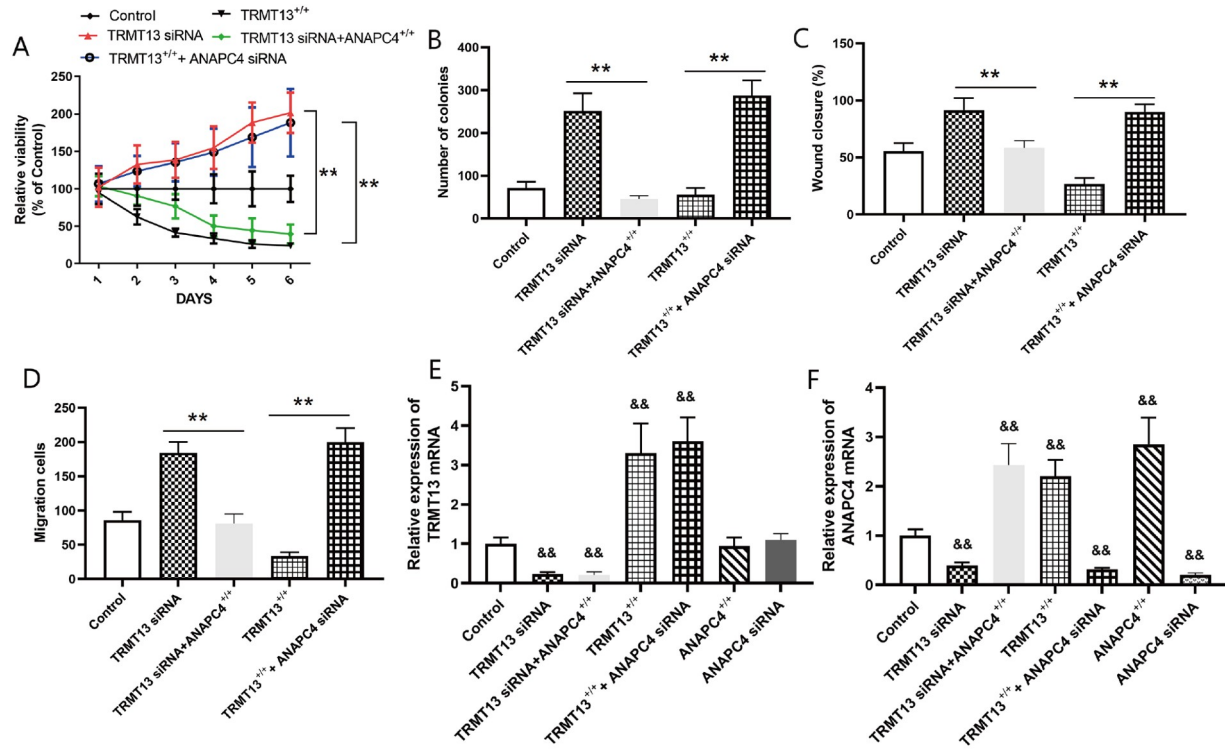 Control
TRMT13+/+
TRMT13 siRNA
TRMT13 siRNA+ANAPC4+/+
TRMT13+/+ + ANAPC4 siRNA
A
Relative viability
(% of Control)
250
200
150
100
50
0
1
2
3
4
5
6
DAYS
**
**
B
Number of colonies
400
300
200
100
0
**
**
Control
TRMT13 siRNA
TRMT13 siRNA+ANAPC4+/+
TRMT13+/+
TRMT13+/+ + ANAPC4 siRNA
C
Wound closure (%)
150
100
50
0
**
**
Control
TRMT13 siRNA
TRMT13 siRNA+ANAPC4+/+
TRMT13+/+
TRMT13+/+ + ANAPC4 siRNA
D
Migration cells
250
200
150
100
50
0
**
**
Control
TRMT13 siRNA
TRMT13 siRNA+ANAPC4+/+
TRMT13+/+
TRMT13+/+ + ANAPC4 siRNA
E
Relative expression of
TRMT13 mRNA
5
4
3
2
1
0
&&
&&
&&
&&
Control
TRMT13 siRNA
TRMT13 siRNA+ANAPC4+/+
TRMT13+/+
TRMT13+/+ + ANAPC4 siRNA
ANAPC4+/+
ANAPC4 siRNA
F
Relative expression of
ANAPC4 mRNA
4
3
2
1
0
&&
&&
&&
&&
&&
&&
Control
TRMT13 siRNA
TRMT13 siRNA+ANAPC4+/+
TRMT13+/+
TRMT13+/+ + ANAPC4 siRNA
ANAPC4+/+
ANAPC4 siRNA